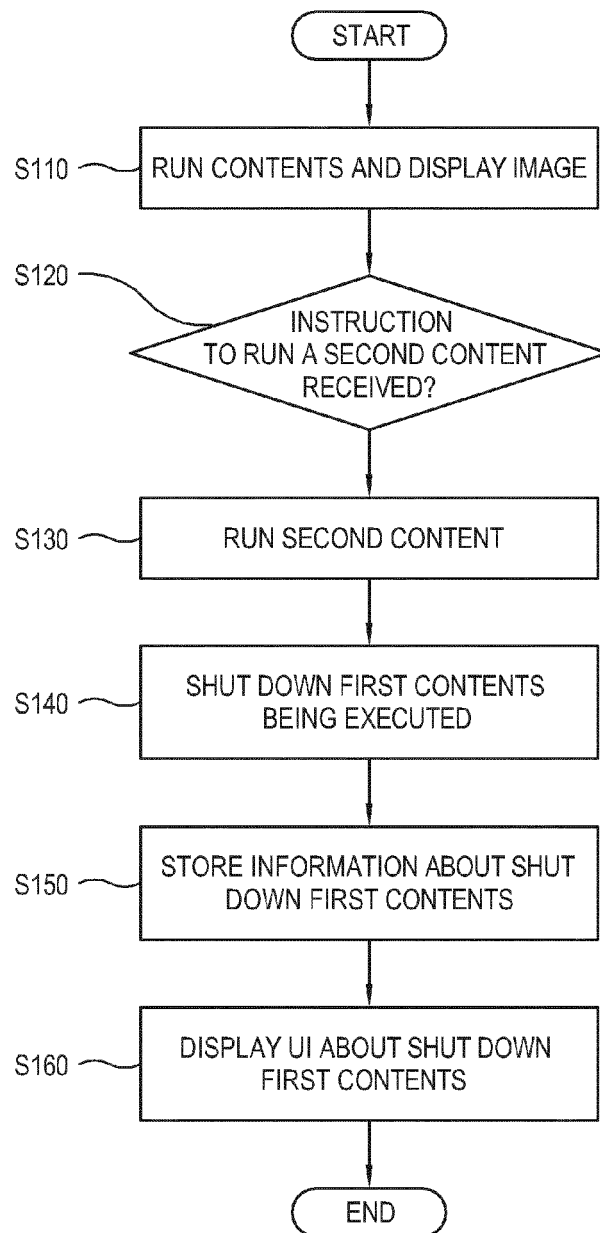 START
S110
RUN CONTENTS AND DISPLAY IMAGE
S120
INSTRUCTION
TO RUN A SECOND CONTENT
RECEIVED?
S130
RUN SECOND CONTENT
S140
SHUT DOWN FIRST CONTENTS
BEING EXECUTED
S150
STORE INFORMATION ABOUT SHUT
DOWN FIRST CONTENTS
S160
DISPLAY UI ABOUT SHUT DOWN
FIRST CONTENTS
END